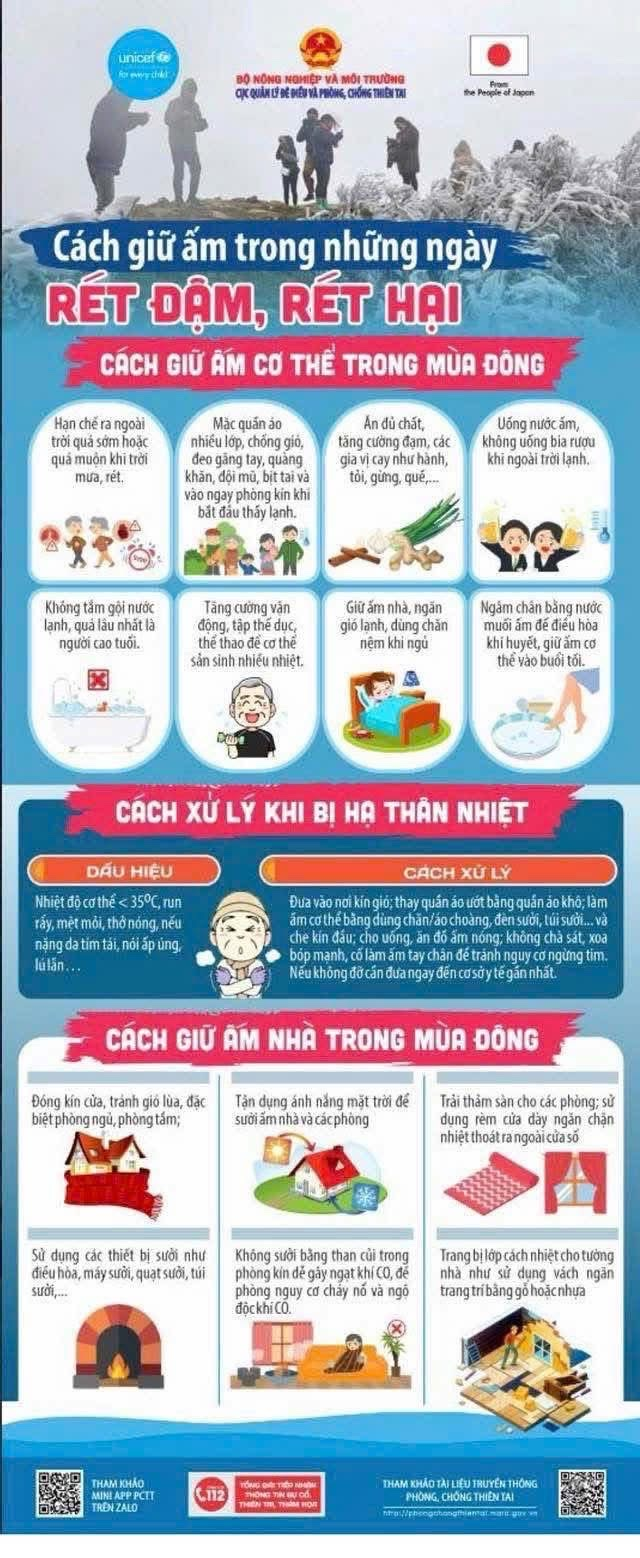 unicef
for every child
BỘ NÔNG NGHIỆP VÀ MÔI TRƯỜNG
CỤC QUẢN LÝ ĐÊ ĐIỀU VÀ PHÒNG, CHỐNG THIÊN TAI
From
the People of Japan
Cách giữ ấm trong những ngày
RÉT ĐẬM, RÉT HẠI
CÁCH GIỮ ẤM CƠ THỂ TRONG MÙA ĐÔNG
Hạn chế ra ngoài
trời quá sớm hoặc
quá muộn khi trời
mưa, rét.
Mặc quần áo
nhiều lớp, chống gió,
đeo găng tay, quàng
khăn, đội mũ, bịt tai và
vào ngay phòng kín khi
bắt đầu thấy lạnh.
Ăn đủ chất,
tăng cường đạm, các
gia vị cay như hành,
tỏi, gừng, quế,...
Uống nước ấm,
không uống bia rượu
khi ngoài trời lạnh.
STOP
Không tắm gội nước
lạnh, quá lâu nhất là
người cao tuổi.
Tăng cường vận
động, tập thể dục,
thể thao để cơ thể
sản sinh nhiều nhiệt.
Giữ ấm nhà, ngăn
gió lạnh, dùng chăn
nệm khi ngủ
Ngâm chân bằng nước
muối ấm để điều hòa
khí huyết, giữ ấm cơ
thể vào buổi tối.
CÁCH XỬ LÝ KHI BỊ HẠ THÂN NHIỆT
DẤU HIỆU
Nhiệt độ cơ thể < 35⁰C, run
rẩy, mệt mỏi, thở nóng, nếu
nặng da tím tái, nói ấp úng,
lú lẫn...
CÁCH XỬ LÝ
Đưa vào nơi kín gió; thay quần áo ướt bằng quần áo khô; làm
ấm cơ thể bằng dùng chăn/áo choàng, đèn sưởi, túi sưởi... và
che kín đầu; cho uống, ăn đồ ấm nóng; không chà sát, xoa
bóp mạnh, cố làm ấm tay chân để tránh nguy cơ ngừng tim.
Nếu không đỡ cần đưa ngay đến cơ sở y tế gần nhất.
CÁCH GIỮ ẤM NHÀ TRONG MÙA ĐÔNG
Đóng kín cửa, tránh gió lùa, đặc
biệt phòng ngủ, phòng tắm;
Tận dụng ánh nắng mặt trời để
sưởi ấm nhà và các phòng
Trải thảm sàn cho các phòng; sử
dụng rèm cửa dày ngăn chặn
nhiệt thoát ra ngoài cửa sổ
Sử dụng các thiết bị sưởi như
điều hòa, máy sưởi, quạt sưởi, túi
sưởi,...
Không sưởi bằng than củi trong
phòng kín dễ gây ngạt khí CO, đề
phòng nguy cơ cháy nổ và ngộ
độc khí CO.
Trang bị lớp cách nhiệt cho tường
nhà như sử dụng vách ngăn
trang trí bằng gỗ hoặc nhựa
THAM KHẢO
MINI APP PCTT
TRÊN ZALO
112
TỔNG ĐÀI TIẾP NHẬN
THÔNG TIN SỰ CỐ,
THIÊN TAI, THẢM HỌA
THAM KHẢO TÀI LIỆU TRUYỀN THÔNG
PHÒNG, CHỐNG THIÊN TAI
http://phongchongthientai.mard.gov.vn